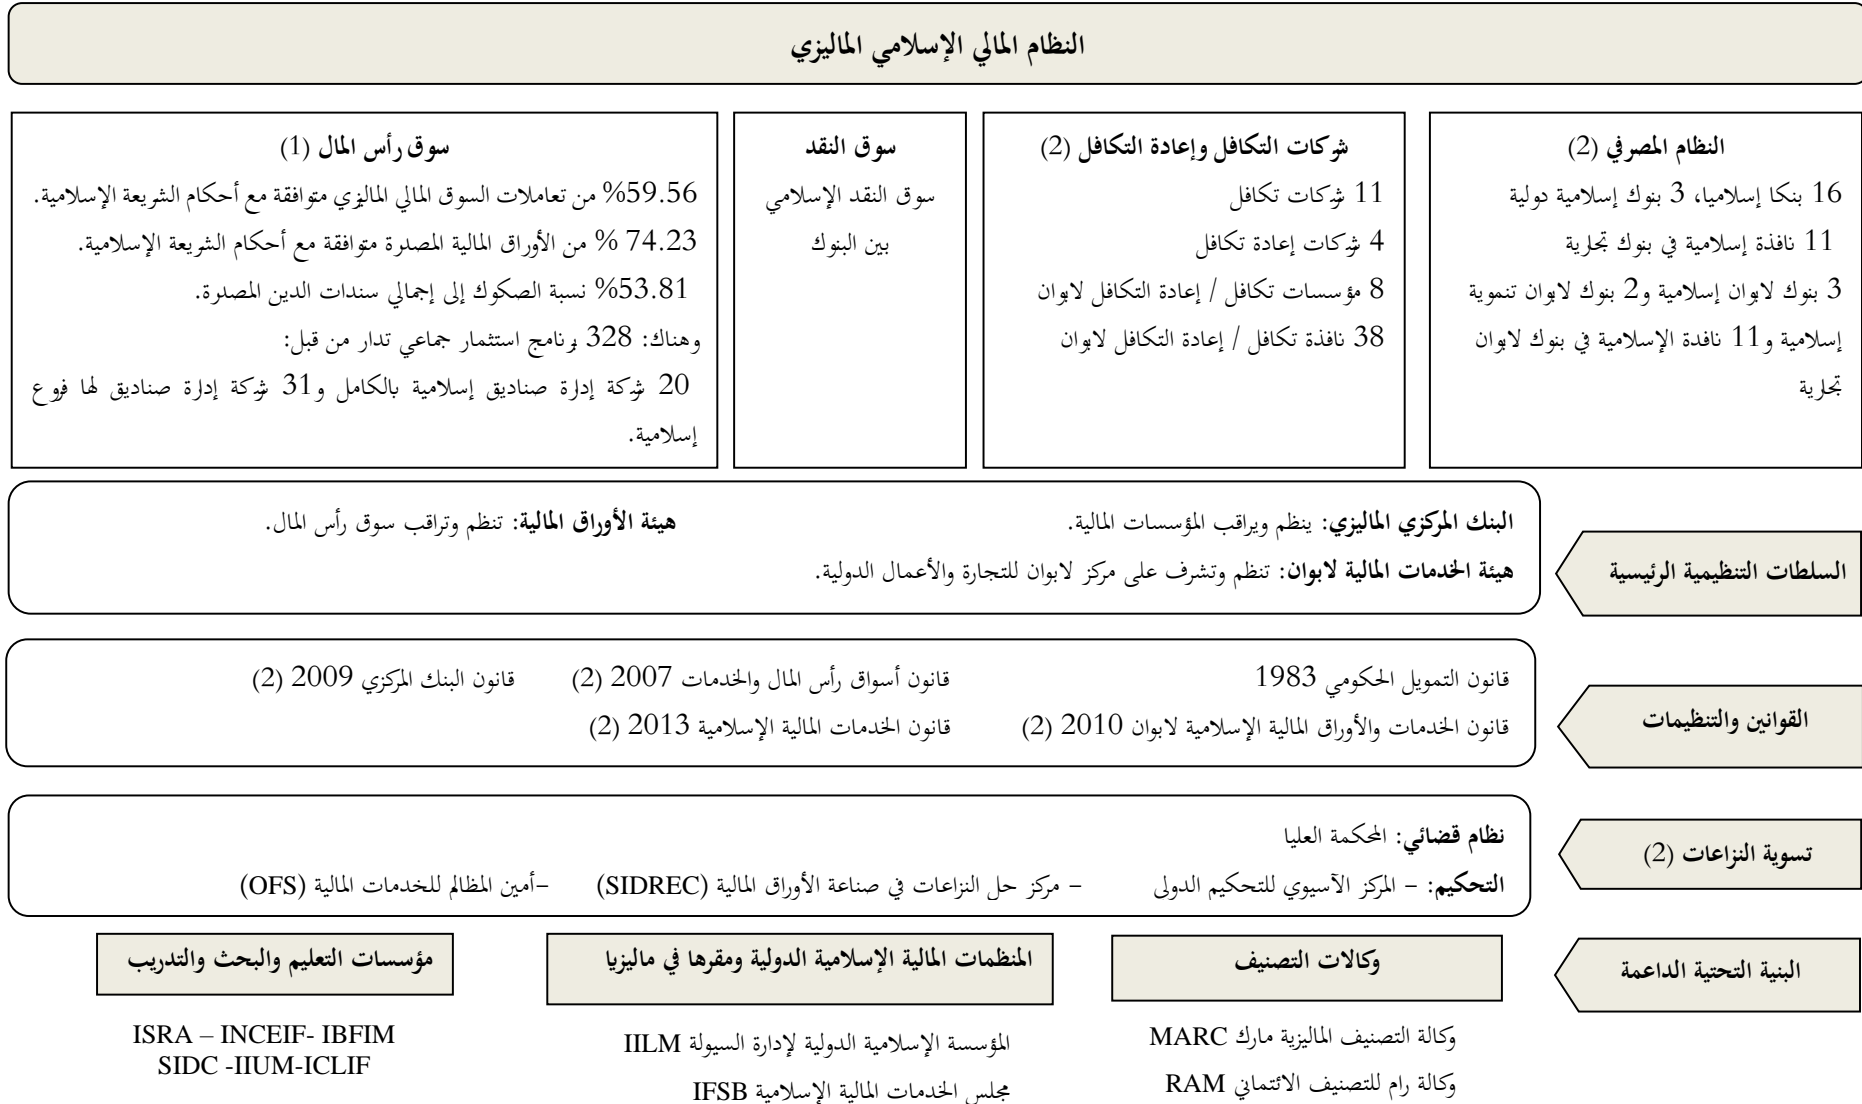 النظام المالي الإسلامي الماليزي
النظام المصرفي (2)
16 بنكا إسلاميا، 3 بنوك إسلامية دولية
11 نافذة إسلامية في بنوك تجارية
3 بنوك لابوان إسلامية و2 بنوك لابوان تنموية
إسلامية و11 نافدة الإسلامية في بنوك لابوان
تجارية
شركات التكافل وإعادة التكافل (2)
11 شركات تكافل
4 شركات إعادة تكافل
8 مؤسسات تكافل / إعادة التكافل لابوان
38 نافذة تكافل / إعادة التكافل لابوان
سوق النقد
سوق النقد الإسلامي
بين البنوك
سوق رأس المال (1)
59.56% من تعاملات السوق المالي الماليزي متوافقة مع أحكام الشريعة الإسلامية.
74.23 % من الأوراق المالية المصدرة متوافقة مع أحكام الشريعة الإسلامية.
53.81% نسبة الصكوك إلى إجمالي سندات الدين المصدرة.
وهناك: 328 برنامج استثمار جماعي تدار من قبل:
20 شركة إدارة صناديق إسلامية بالكامل و31 شركة إدارة صناديق لها فروع
إسلامية.
السلطات التنظيمية الرئيسية
البنك المركزي الماليزي: ينظم ويراقب المؤسسات المالية. هيئة الأوراق المالية: تنظم وتراقب سوق رأس المال.
هيئة الخدمات المالية لابوان: تنظم وتشرف على مركز لابوان للتجارة والأعمال الدولية.
القوانين والتنظيمات
قانون التمويل الحكومي 1983 قانون أسواق رأس المال والخدمات 2007 (2) قانون البنك المركزي 2009 (2)
قانون الخدمات والأوراق المالية الإسلامية لابوان 2010 (2) قانون الخدمات المالية الإسلامية 2013 (2)
تسوية النزاعات (2)
نظام قضائي: المحكمة العليا
التحكيم: - المركز الآسيوي للتحكيم الدولى - مركز حل النزاعات في صناعة الأوراق المالية (SIDREC) -أمين المظالم للخدمات المالية (OFS)
البنية التحتية الداعمة
وكالات التصنيف
وكالة التصنيف الماليزية مارك MARC
وكالة رام للتصنيف الائتماني RAM
المنظمات المالية الإسلامية الدولية ومقرها في ماليزيا
المؤسسة الإسلامية الدولية لإدارة السيولة IILM
مجلس الخدمات المالية الإسلامية IFSB
مؤسسات التعليم والبحث والتدريب
ISRA – INCEIF- IBFIM
SIDC -IIUM-ICLIF